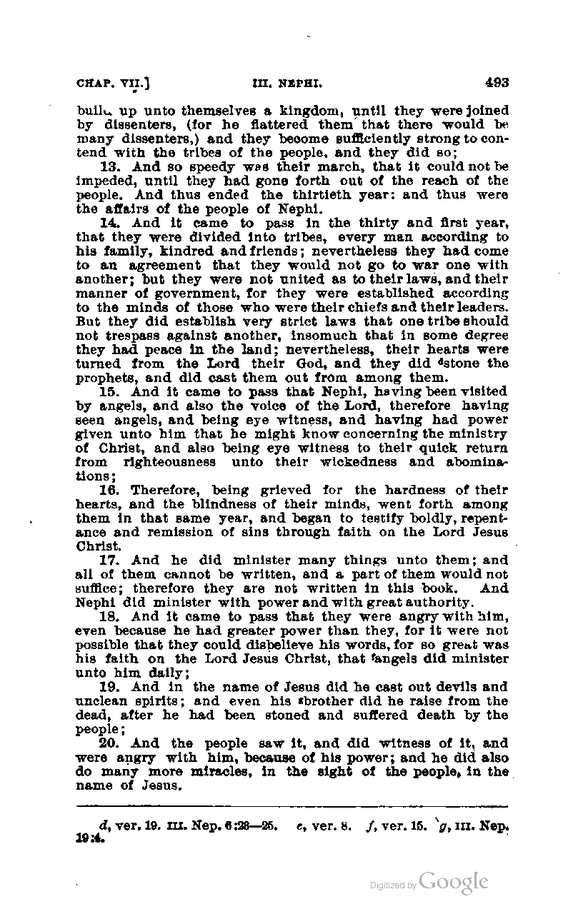 CHAP. VII.] III. NEPHI. 493
build up unto themselves a kingdom, until they were joined
by dissenters, (for he flattered them that there would be
many dissenters,) and they become sufficiently strong to con-
tend with the tribes of the people, and they did so;
13. And so speedy was their march, that it could not be
impeded, until they had gone forth out of the reach of the
people. And thus ended the thirtieth year: and thus were
the affairs of the people of Nephi.
14. And it came to pass in the thirty and first year,
that they were divided into tribes, every man according to
his family, kindred and friends; nevertheless they had come
to an agreement that they would not go to war one with
another; but they were not united as to their laws, and their
manner of government, for they were established according
to the minds of those who were their chiefs and their leaders.
But they did establish very strict laws that one tribe should
not trespass against another, insomuch that in some degree
they had peace in the land; nevertheless, their hearts were
turned from the Lord their God, and they did dstone the
prophets, and did cast them out from among them.
15. And it came to pass that Nephi, having been visited
by angels, and also the voice of the Lord, therefore having
seen angels, and being eye witness, and having had power
given unto him that he might know concerning the ministry
of Christ, and also being eye witness to their quick return
from righteousness unto their wickedness and abomina-
tions;
16. Therefore, being grieved for the hardness of their
hearts, and the blindness of their minds, went forth among
them in that same year, and began to testify boldly, repent-
ance and remission of sins through faith on the Lord Jesus
Christ.
17. And he did minister many things unto them; and
all of them cannot be written, and a part of them would not
suffice; therefore they are not written in this book. And
Nephi did minister with power and with great authority.
18. And it came to pass that they were angry with him,
even because he had greater power than they, for it were not
possible that they could disbelieve his words, for so great was
his faith on the Lord Jesus Christ, that fangels did minister
unto him daily;
19. And in the name of Jesus did he cast out devils and
unclean spirits; and even his gbrother did he raise from the
dead, after he had been stoned and suffered death by the
people;
20. And the people saw it, and did witness of it, and
were angry with him, because of his power; and he did also
do many more miracles, in the sight of the people, in the
name of Jesus.
d, ver. 19. III. Nep. 6:23—25. e, ver. 8. f, ver. 15. g, III. Nep.
19:4.
Digitized by Google